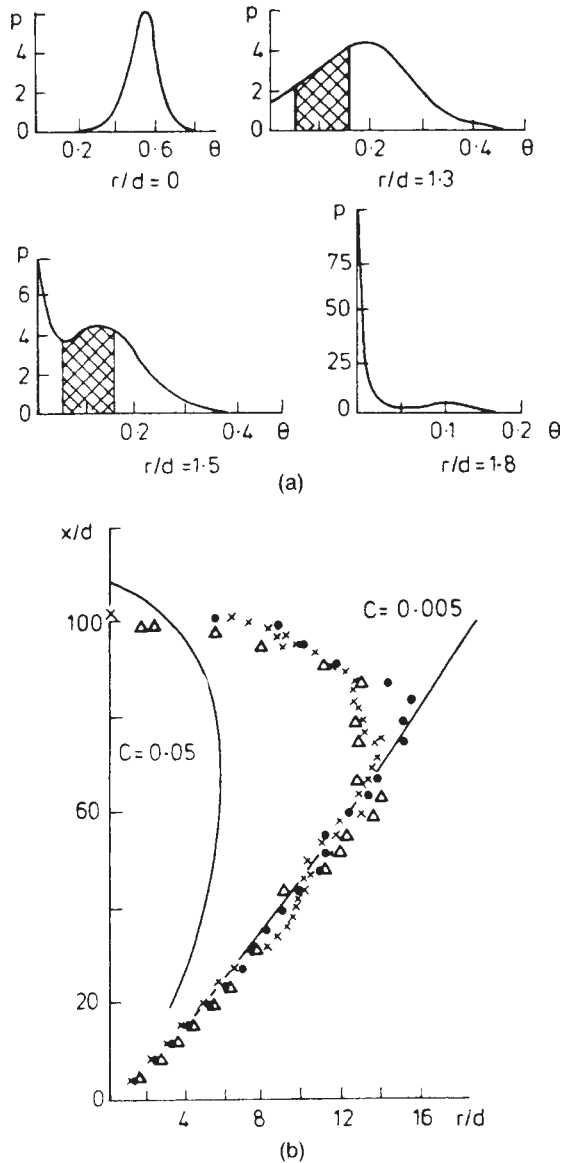 p
4
2
0
0·2 0·6 θ
r/d = 0
p
6
4
2
0
0·2 0·4 θ
r/d = 1·3
p
6
4
2
0
0·2 0·4 θ
r/d = 1·5
p
75
50
25
0
0·1 0·2 θ
r/d = 1·8
(a)
x/d
100
60
20
0
C = 0·05
C = 0·005
4 8 12 16 r/d
(b)